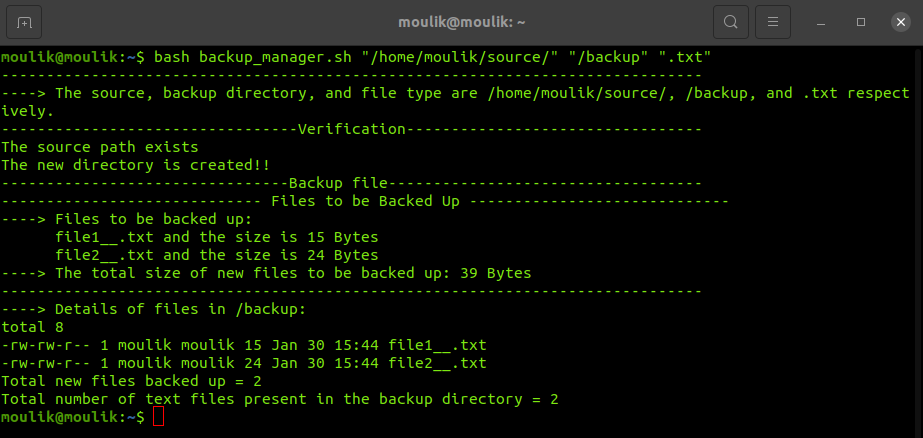 moulik@moulik: ~
moulik@moulik:~$ bash backup_manager.sh "/home/moulik/source/" "/backup" ".txt"
------------------------------------------------------------------------------
----> The source, backup directory, and file type are /home/moulik/source/, /backup, and .txt respect
ively.
---------------------------------Verification---------------------------------
The source path exists
The new directory is created!!
--------------------------------Backup file-----------------------------------
----------------------------- Files to be Backed Up -----------------------------
----> Files to be backed up:
      file1__.txt and the size is 15 Bytes
      file2__.txt and the size is 24 Bytes
----> The total size of new files to be backed up: 39 Bytes
------------------------------------------------------------------------------
----> Details of files in /backup:
total 8
-rw-rw-r-- 1 moulik moulik 15 Jan 30 15:44 file1__.txt
-rw-rw-r-- 1 moulik moulik 24 Jan 30 15:44 file2__.txt
Total new files backed up = 2
Total number of text files present in the backup directory = 2
moulik@moulik:~$